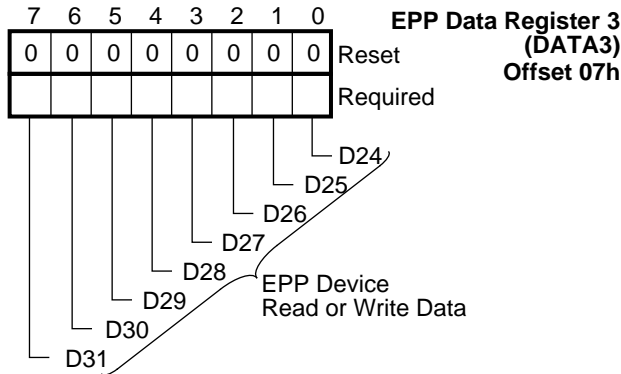 7 6 5 4 3 2 1 0
EPP Data Register 3
(DATA3)
Offset 07h
0 0 0 0 0 0 0 0 Reset
Required
D24
D25
D26
D27
D28
D29
D30
D31
EPP Device
Read or Write Data